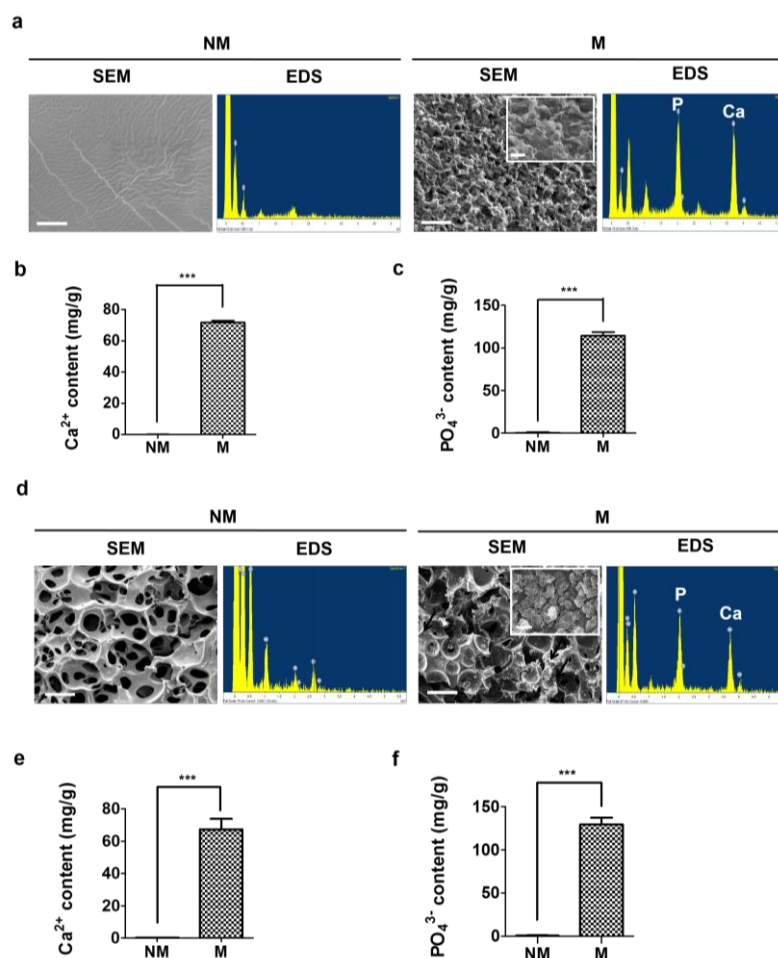 a
NM
M
SEM
EDS
SEM
EDS
P
Ca
b
Ca2+ content (mg/g)
80
60
40
20
0
***
NM
M
c
PO43- content (mg/g)
150
100
50
0
***
NM
M
d
NM
M
SEM
EDS
SEM
EDS
P
Ca
e
Ca2+ content (mg/g)
80
60
40
20
0
***
NM
M
f
PO43- content (mg/g)
150
100
50
0
***
NM
M